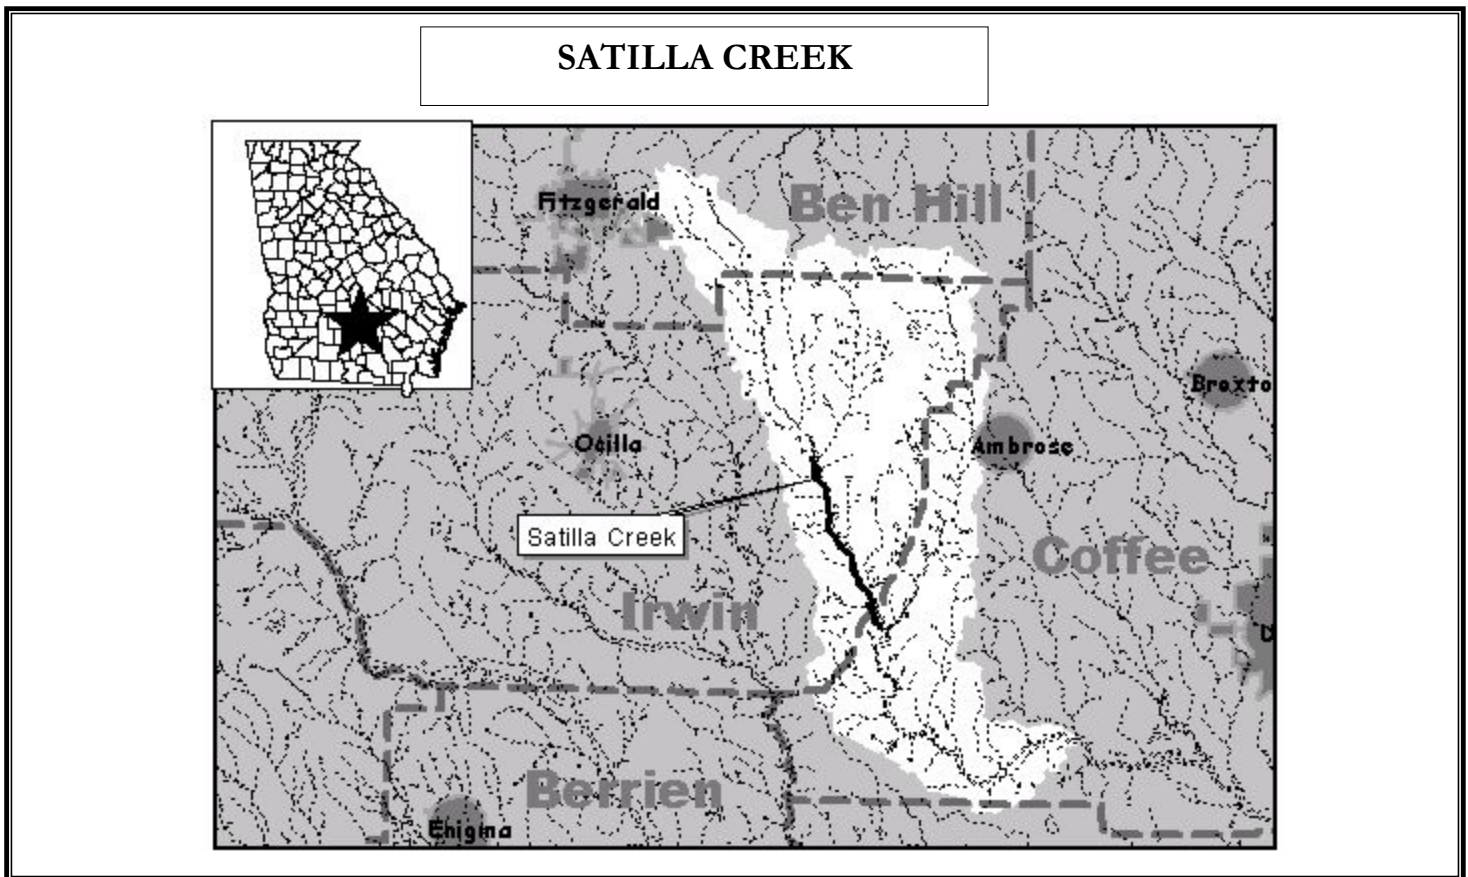 SATILLA CREEK
Fitzgerald
Ben Hill
Broxto
Ocilla
Ambrose
Satilla Creek
Coffee
Irwin
D
Berrien
Enigma